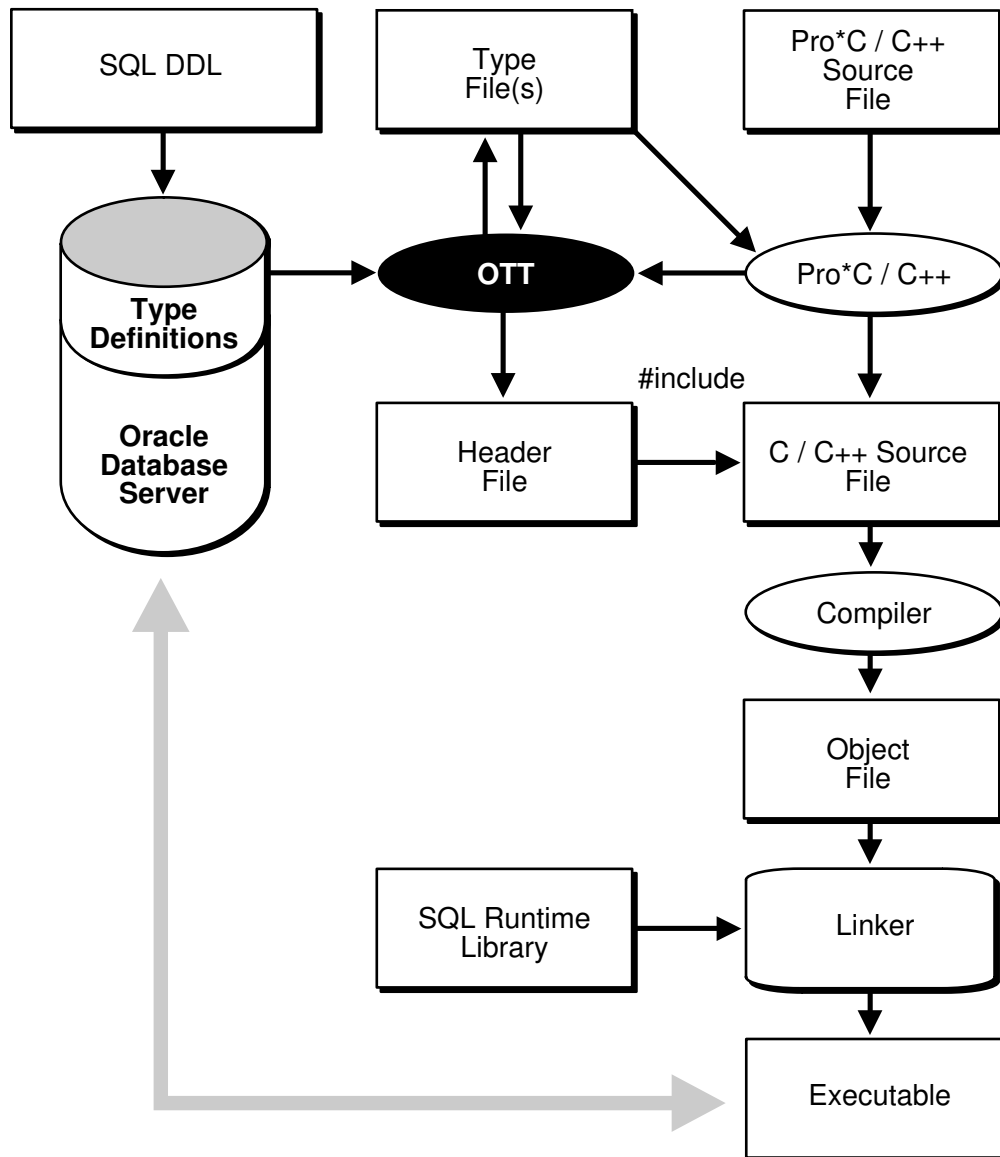 SQL DDL
Type
File(s)
Pro*C / C++
Source
File
Type
Definitions
OTT
Pro*C / C++
Oracle
Database
Server
#include
Header
File
C / C++ Source
File
Compiler
Object
File
SQL Runtime
Library
Linker
Executable